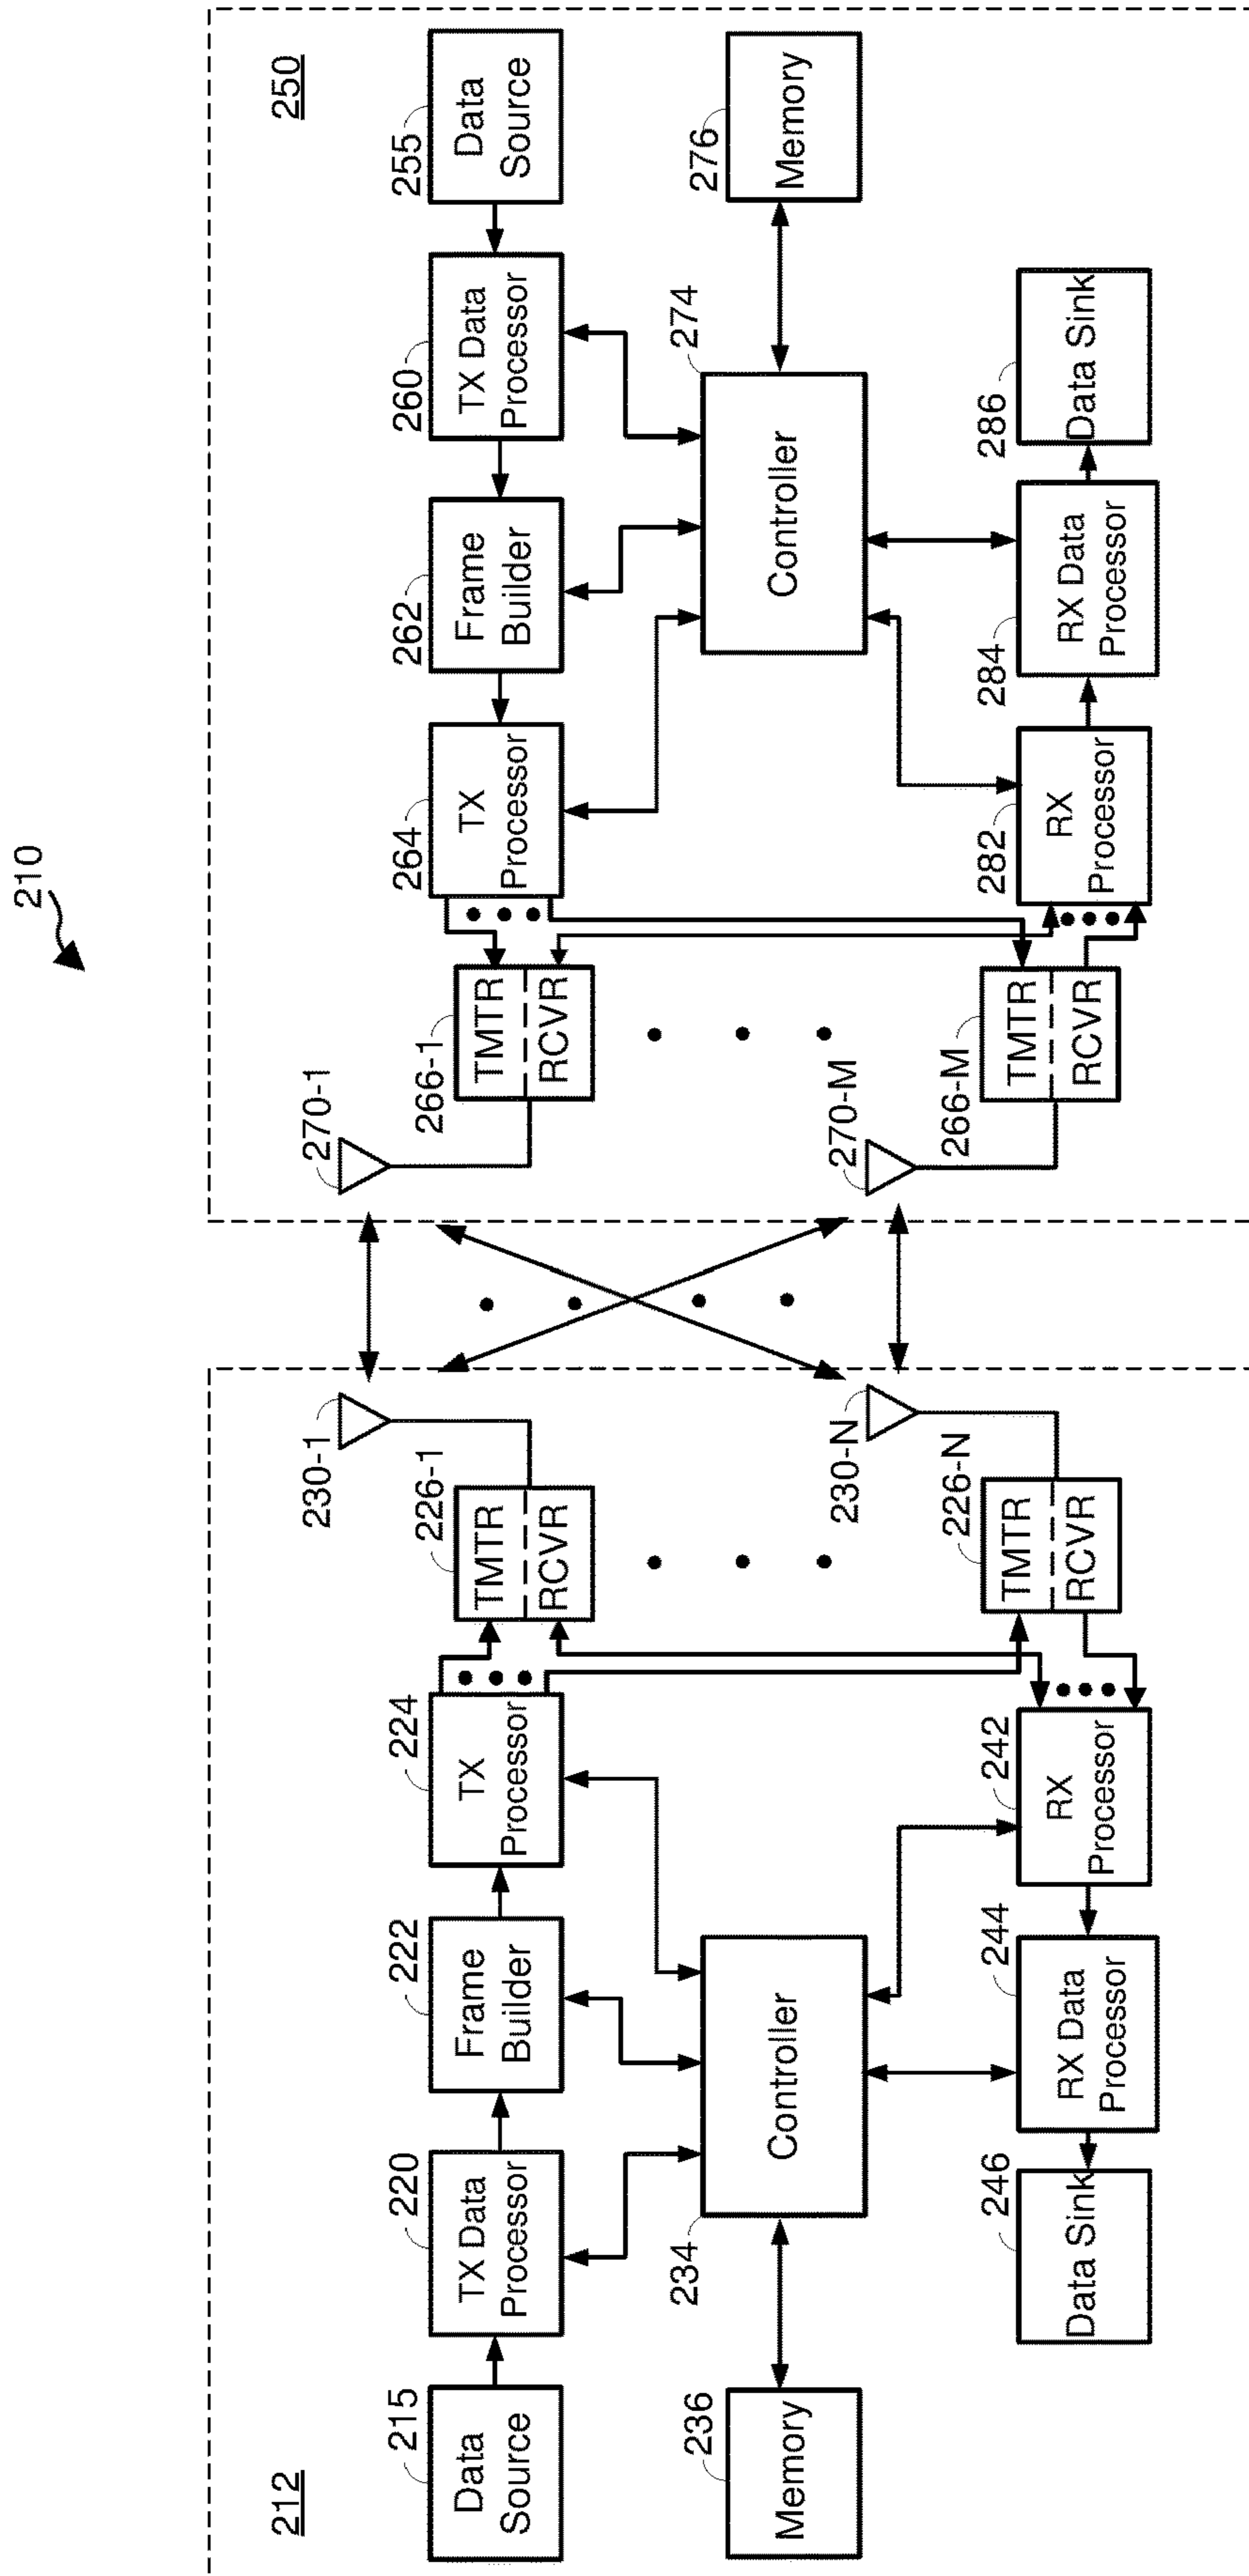 210
212
250
215
Data
Source
220
TX Data
Processor
222
Frame
Builder
224
TX
Processor
226-1
TMTR
RCVR
230-1
270-1
266-1
TMTR
RCVR
264
TX
Processor
262
Frame
Builder
260
TX Data
Processor
255
Data
Source
236
Memory
234
Controller
274
Controller
276
Memory
230-N
226-N
TMTR
RCVR
270-M
266-M
TMTR
RCVR
246
Data Sink
244
RX Data
Processor
242
RX
Processor
282
RX
Processor
284
RX Data
Processor
286
Data Sink